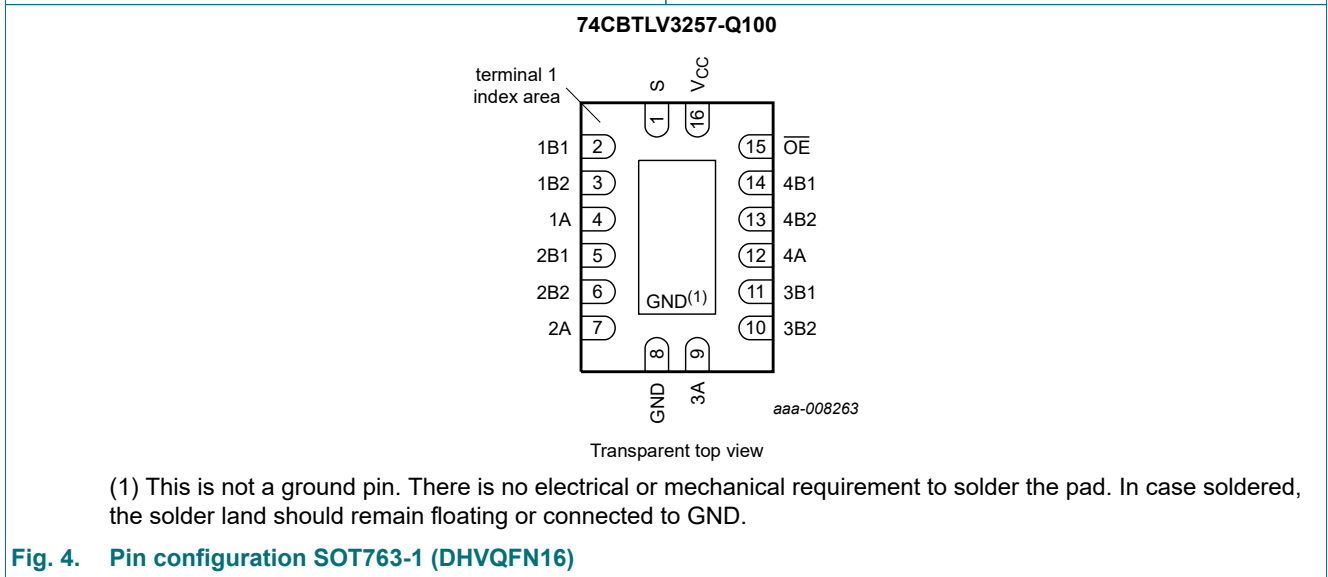 74CBTLV3257-Q100
terminal 1
index area
S
VCC
1
16
1B1 2
15 OE
1B2 3
14 4B1
1A 4
13 4B2
2B1 5
12 4A
2B2 6
11 3B1
GND(1)
2A 7
10 3B2
8
9
GND
3A
aaa-008263
Transparent top view
(1) This is not a ground pin. There is no electrical or mechanical requirement to solder the pad. In case soldered,
the solder land should remain floating or connected to GND.
Fig. 4. Pin configuration SOT763-1 (DHVQFN16)